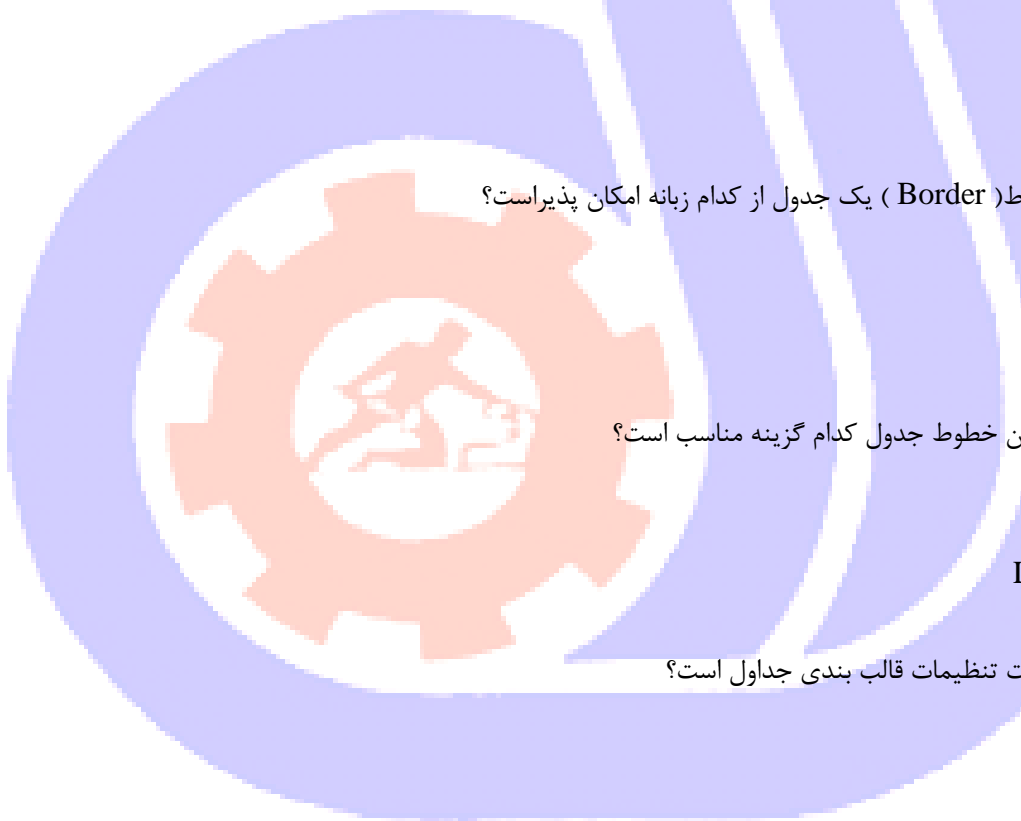 ط( Border ) یک جدول از کدام زبانه امکان پذیراست؟
ن خطوط جدول کدام گزینه مناسب است؟
ت تنظیمات قالب بندی جداول است؟